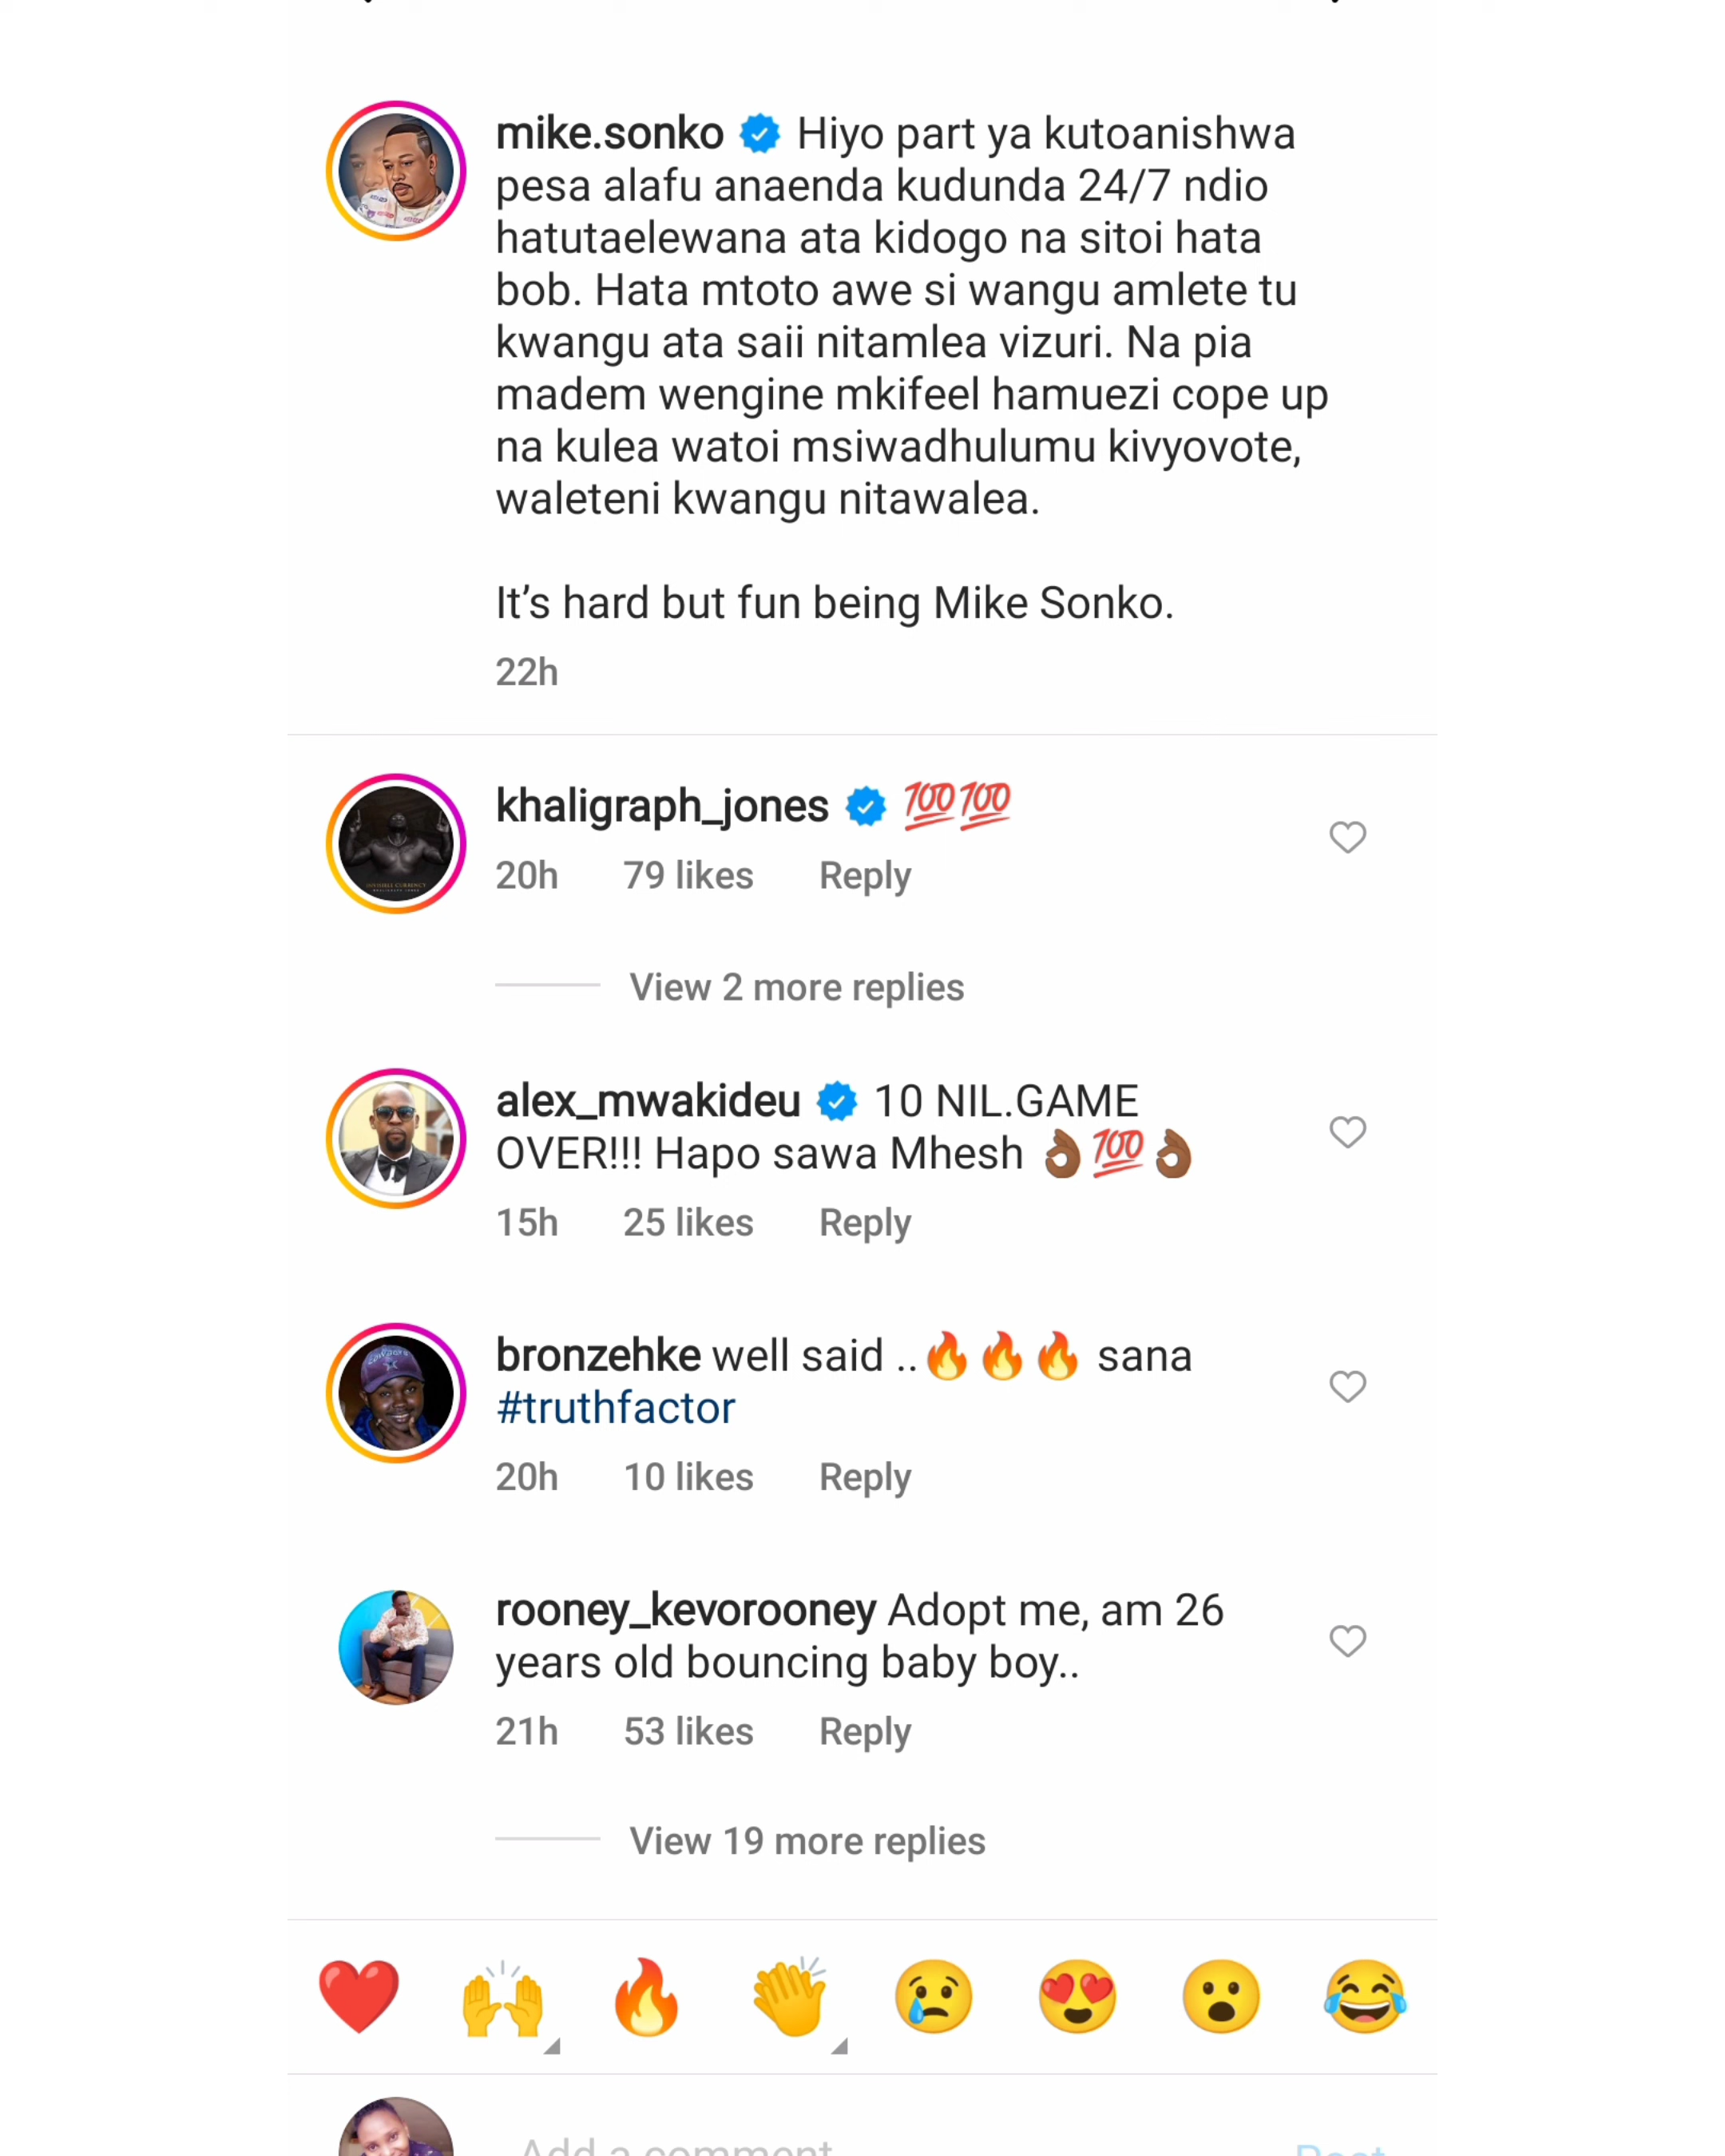 mike.sonko Hiyo part ya kutoanishwa
pesa alafu anaenda kudunda 24/7 ndio
hatutaelewana ata kidogo na sitoi hata
bob. Hata mtoto awe si wangu amlete tu
kwangu ata saii nitamlea vizuri. Na pia
madem wengine mkifeel hamuezi cope up
na kulea watoi msiwadhulumu kivyovote,
waleteni kwangu nitawalea.
It’s hard but fun being Mike Sonko.
22h
khaligraph_jones 💯💯
20h 79 likes Reply
View 2 more replies
alex_mwakideu 10 NIL.GAME
OVER!!! Hapo sawa Mhesh 👌🏾💯👌🏾
15h 25 likes Reply
bronzehke well said ..🔥🔥🔥 sana
#truthfactor
20h 10 likes Reply
rooney_kevorooney Adopt me, am 26
years old bouncing baby boy..
21h 53 likes Reply
View 19 more replies
❤️ 🙌 🔥 👏 😢 😍 😮 😂
Add a comment